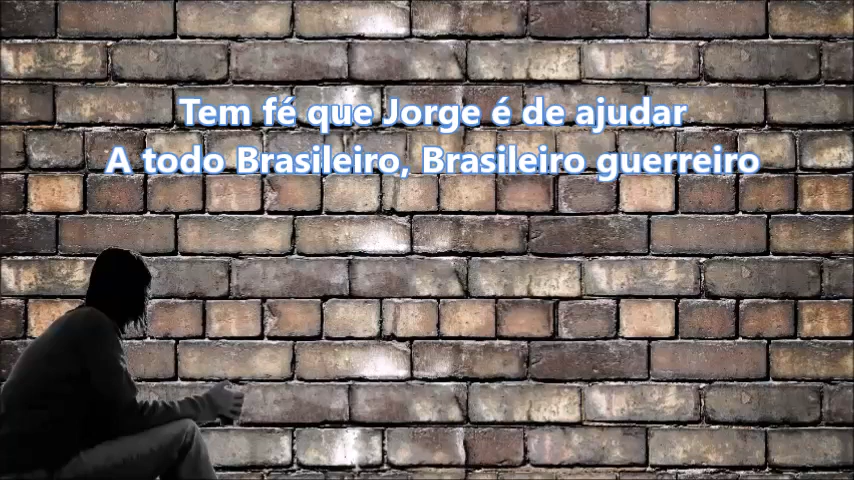 Tem fé que Jorge é de ajudar
A todo Brasileiro, Brasileiro guerreiro